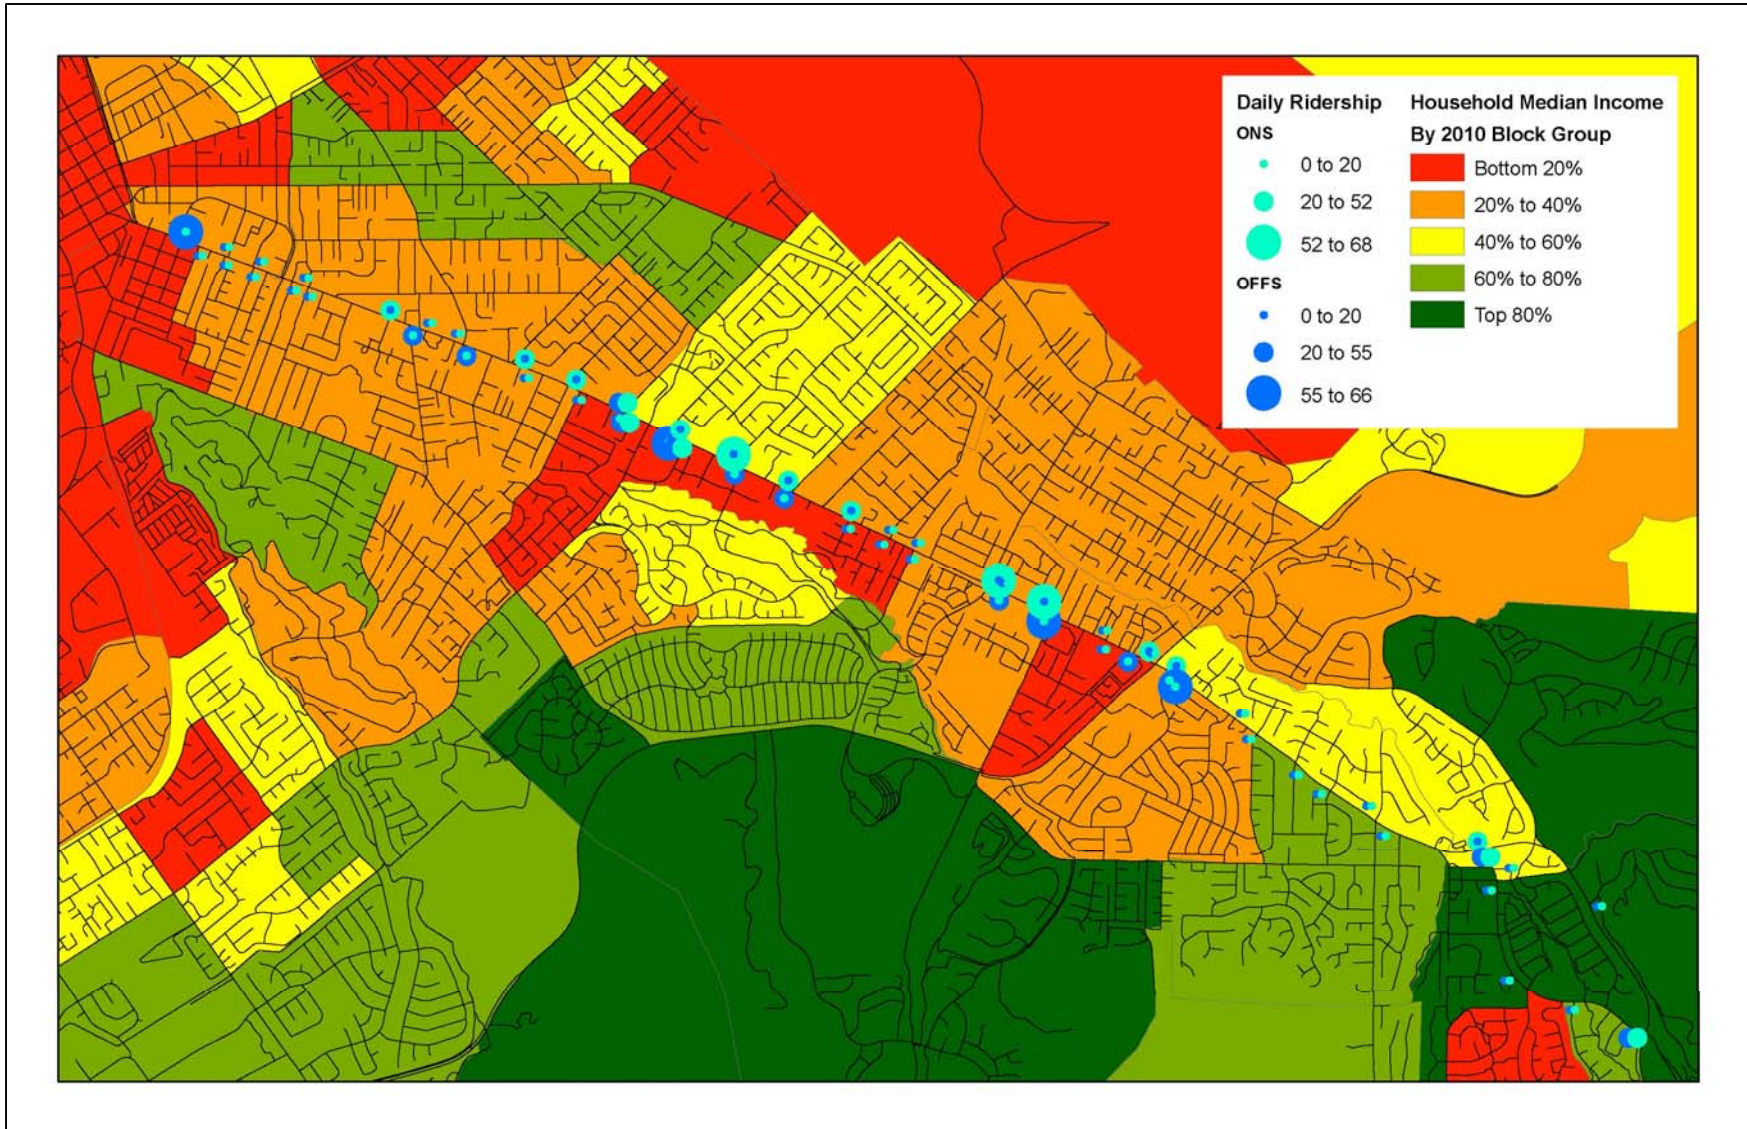 Daily Ridership
ONS
0 to 20
20 to 52
52 to 68
OFFS
0 to 20
20 to 55
55 to 66
Household Median Income
By 2010 Block Group
Bottom 20%
20% to 40%
40% to 60%
60% to 80%
Top 80%